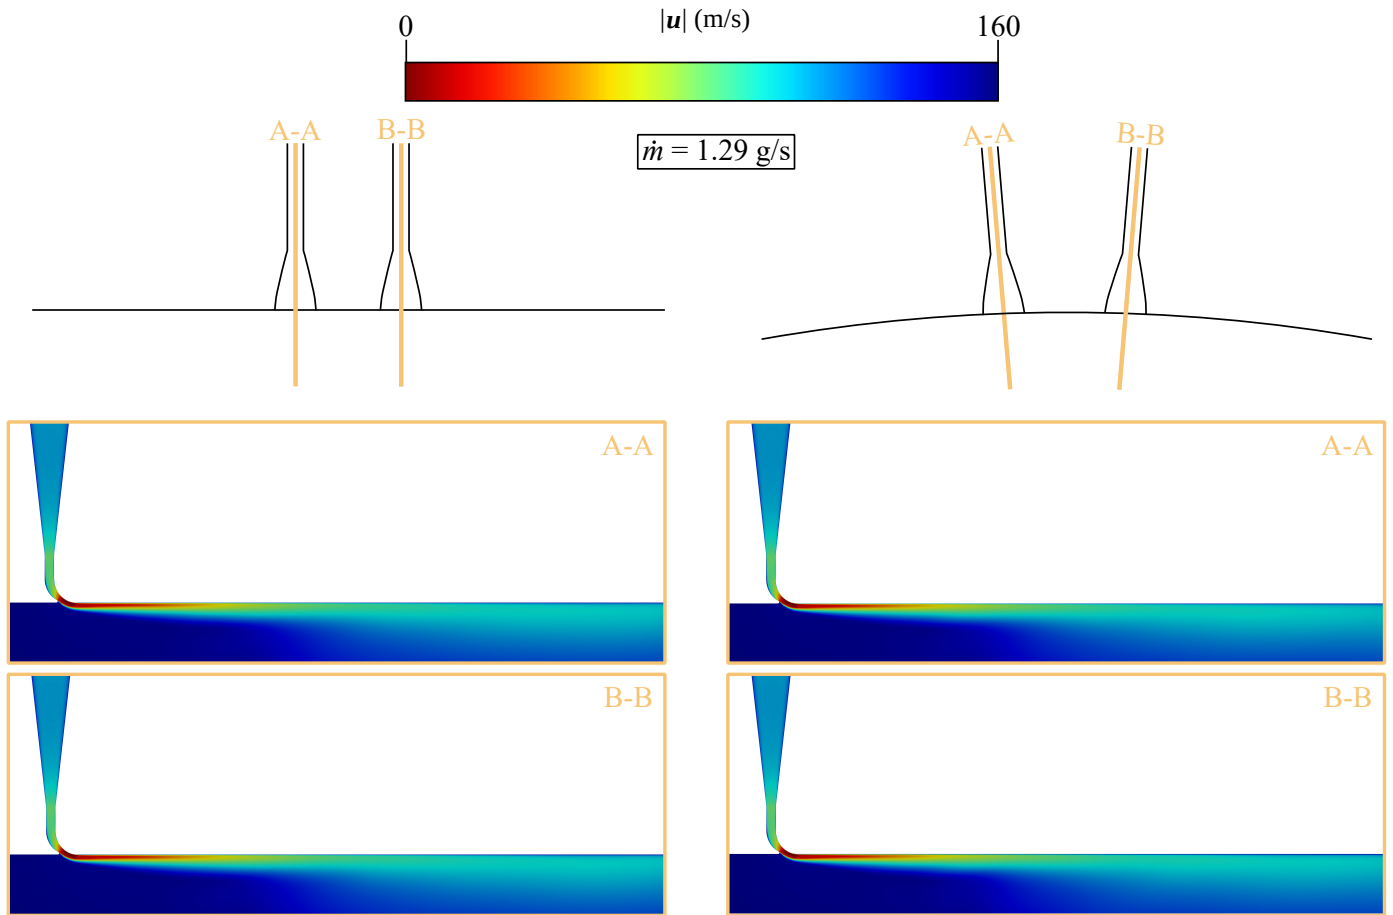 0 |u| (m/s) 160
A-A B-B ṁ = 1.29 g/s A-A B-B
A-A A-A
B-B B-B